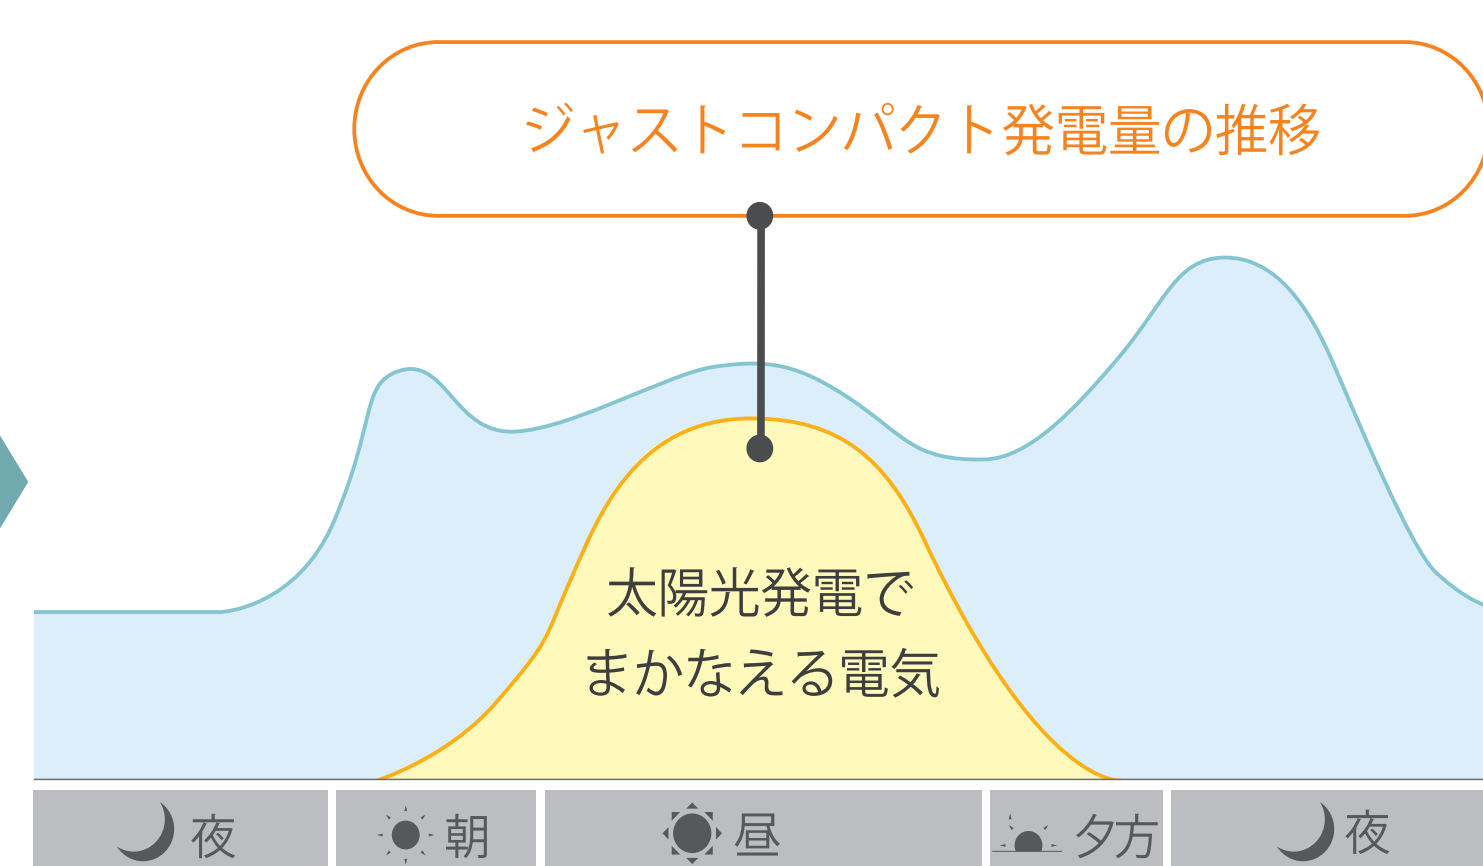 ジャストコンパクト発電量の推移
太陽光発電で
まかなえる電気
夜
朝
昼
夕方
夜